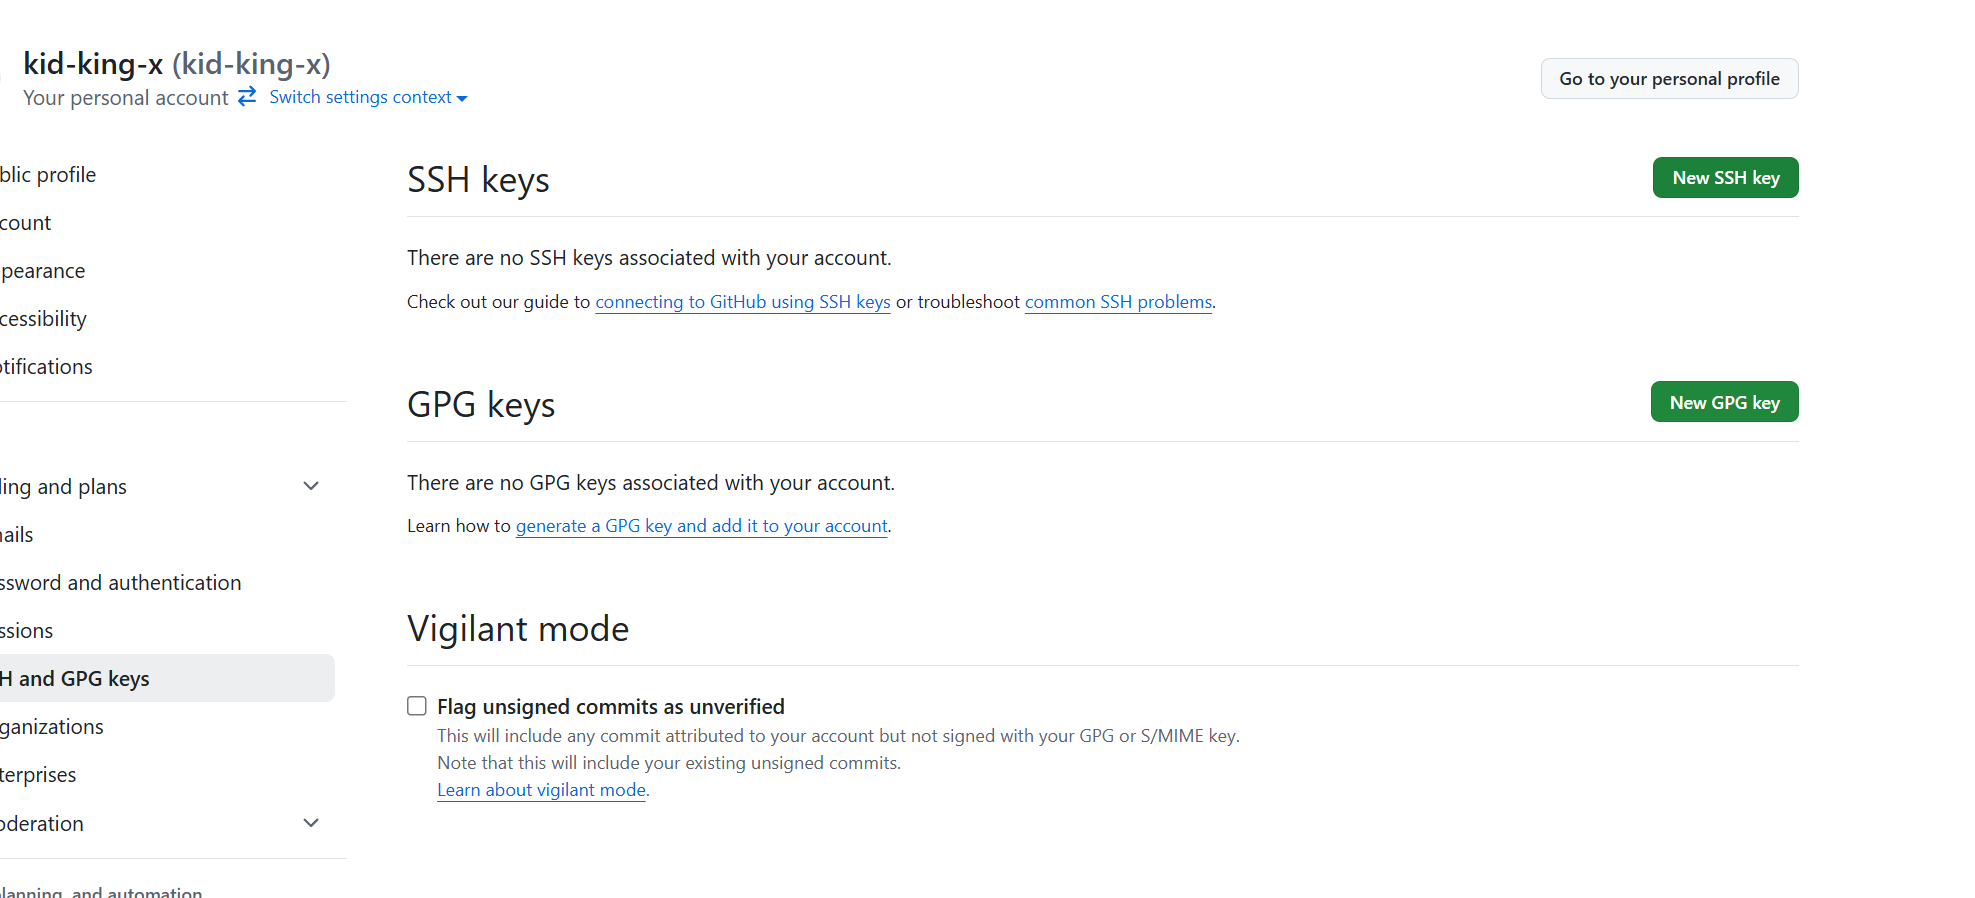 kid-king-x (kid-king-x)
Your personal account Switch settings context
Go to your personal profile
blic profile
count
pearance
cessibility
tifications
ling and plans
ails
ssword and authentication
ssions
H and GPG keys
ganizations
terprises
oderation
lanning, and automation
SSH keys
New SSH key
There are no SSH keys associated with your account.
Check out our guide to connecting to GitHub using SSH keys or troubleshoot common SSH problems.
GPG keys
New GPG key
There are no GPG keys associated with your account.
Learn how to generate a GPG key and add it to your account.
Vigilant mode
Flag unsigned commits as unverified
This will include any commit attributed to your account but not signed with your GPG or S/MIME key.
Note that this will include your existing unsigned commits.
Learn about vigilant mode.